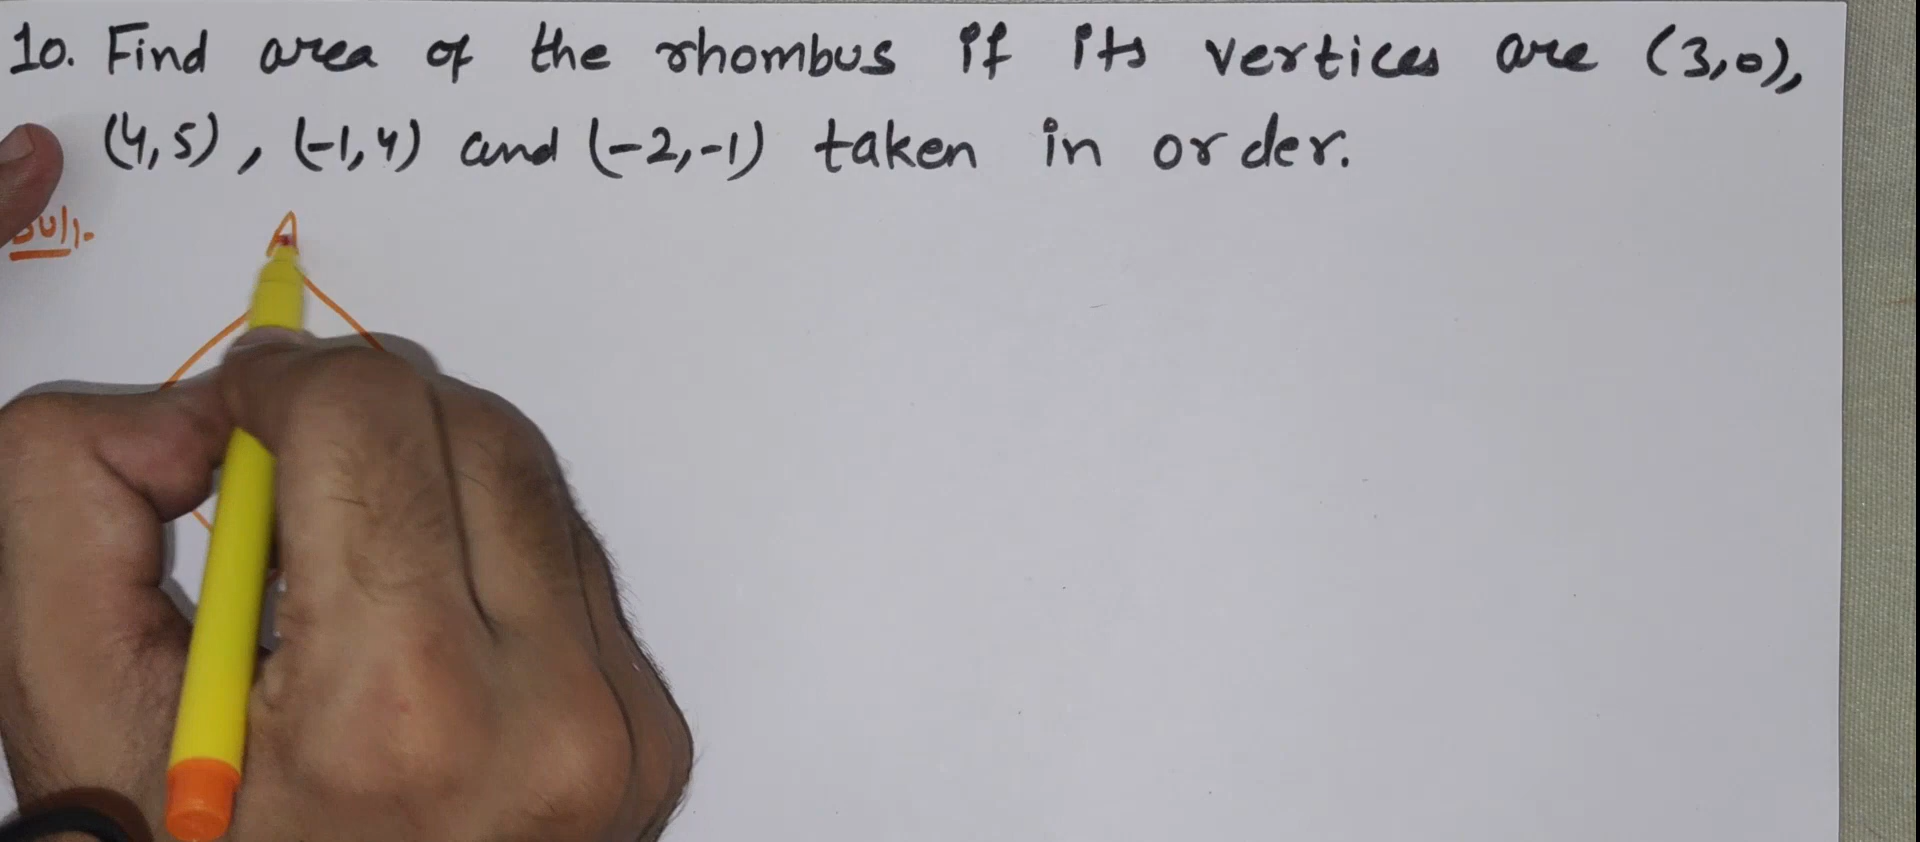 10. Find area of the rhombus if its vertices are (3,0),
(4,5), (-1,4) and (-2,-1) taken in order.
A